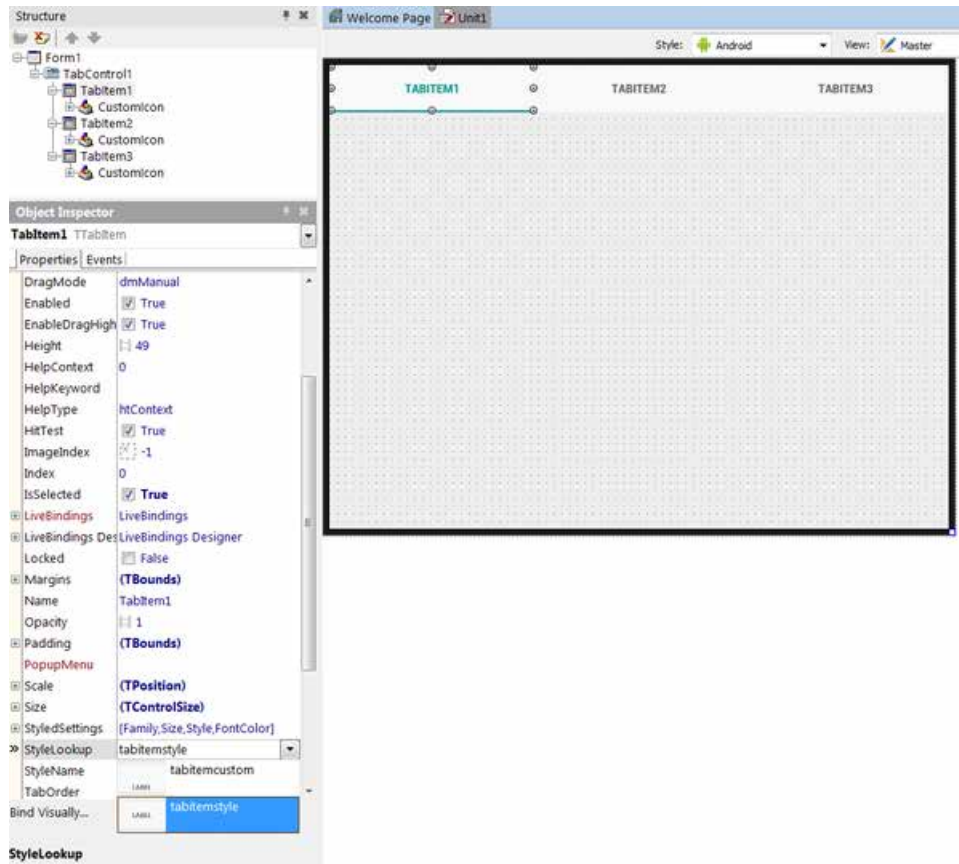 Structure
Form1
TabControl1
TabItem1
CustomIcon
TabItem2
CustomIcon
TabItem3
CustomIcon
Object Inspector
TabItem1 TTabItem
Properties Events
DragMode dmManual
Enabled True
EnableDragHigh True
Height 49
HelpContext 0
HelpKeyword
HelpType htContext
HitTest True
ImageIndex -1
Index 0
IsSelected True
LiveBindings LiveBindings
LiveBindings Des LiveBindings Designer
Locked False
Margins (TBounds)
Name TabItem1
Opacity 1
Padding (TBounds)
PopupMenu
Scale (TPosition)
Size (TControlSize)
StyledSettings [Family,Size,Style,FontColor]
StyleLookup tabitemstyle
StyleName
TabOrder
tabitemcustom
LABEL
tabitemstyle
LABEL
Bind Visually...
StyleLookup
Welcome Page Unit1
Style: Android View: Master
TABITEM1 TABITEM2 TABITEM3